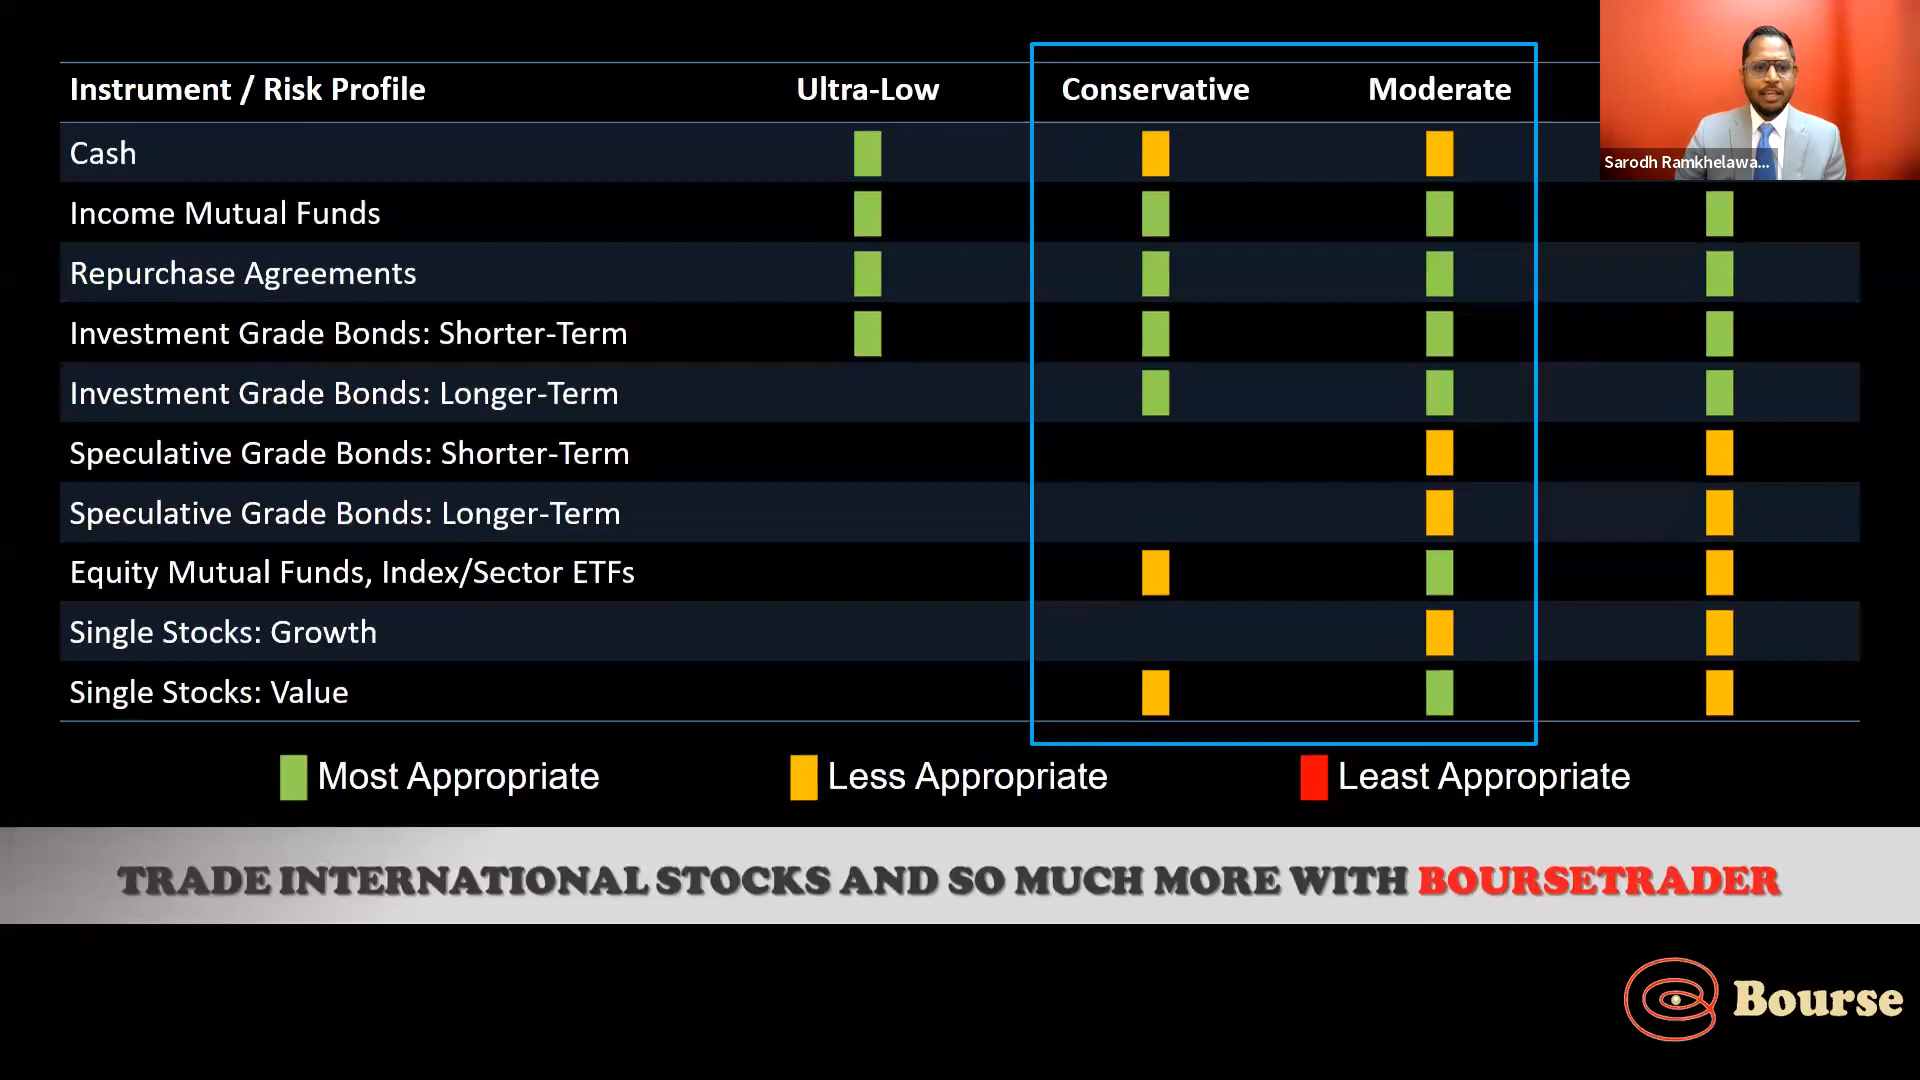 Instrument / Risk Profile Ultra-Low Conservative Moderate
Sarodh Ramkhelawa...
Cash
Income Mutual Funds
Repurchase Agreements
Investment Grade Bonds: Shorter-Term
Investment Grade Bonds: Longer-Term
Speculative Grade Bonds: Shorter-Term
Speculative Grade Bonds: Longer-Term
Equity Mutual Funds, Index/Sector ETFs
Single Stocks: Growth
Single Stocks: Value
Most Appropriate Less Appropriate Least Appropriate
TRADE INTERNATIONAL STOCKS AND SO MUCH MORE WITH BOURSETRADER
Bourse